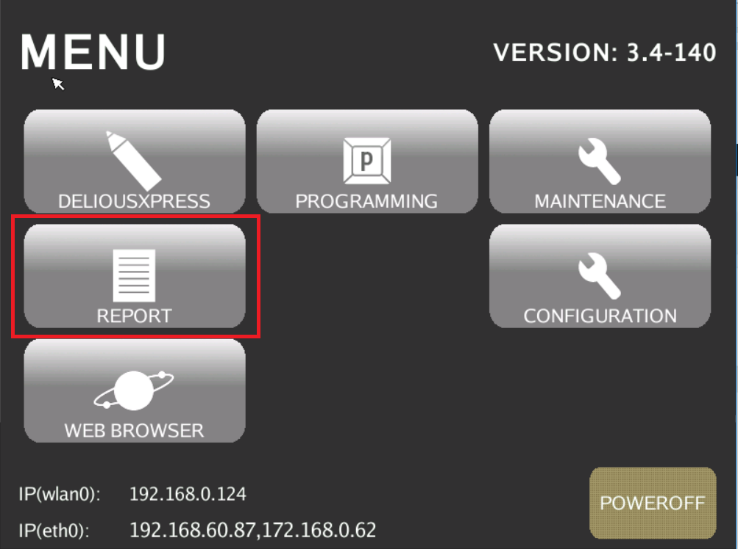 MENU
VERSION: 3.4-140
DELIOUSXPRESS
P
PROGRAMMING
MAINTENANCE
REPORT
CONFIGURATION
WEB BROWSER
IP(wlan0): 192.168.0.124
IP(eth0): 192.168.60.87,172.168.0.62
POWEROFF